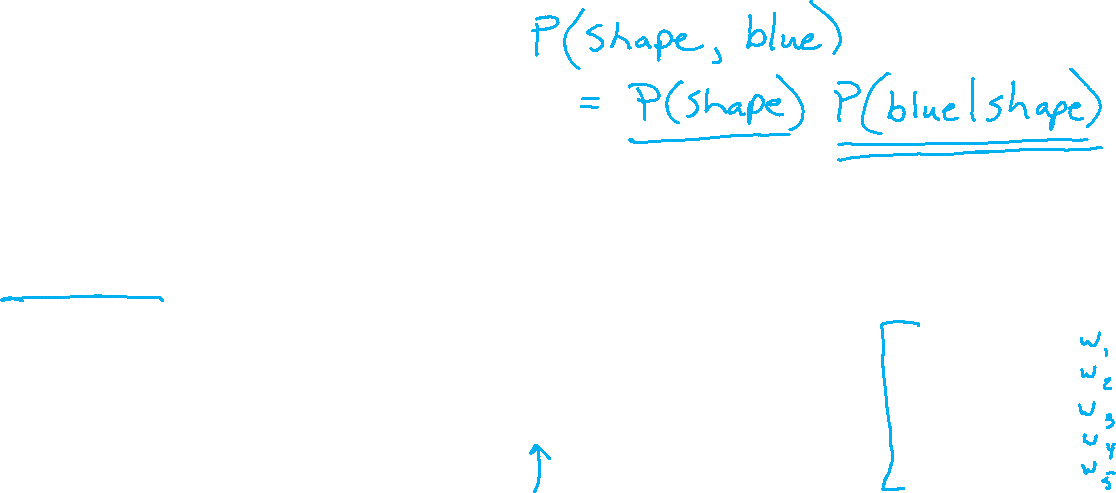 P(shape, blue)
= P(shape) P(blue|shape)
w₁
w₂
w₃
w₄
w₅